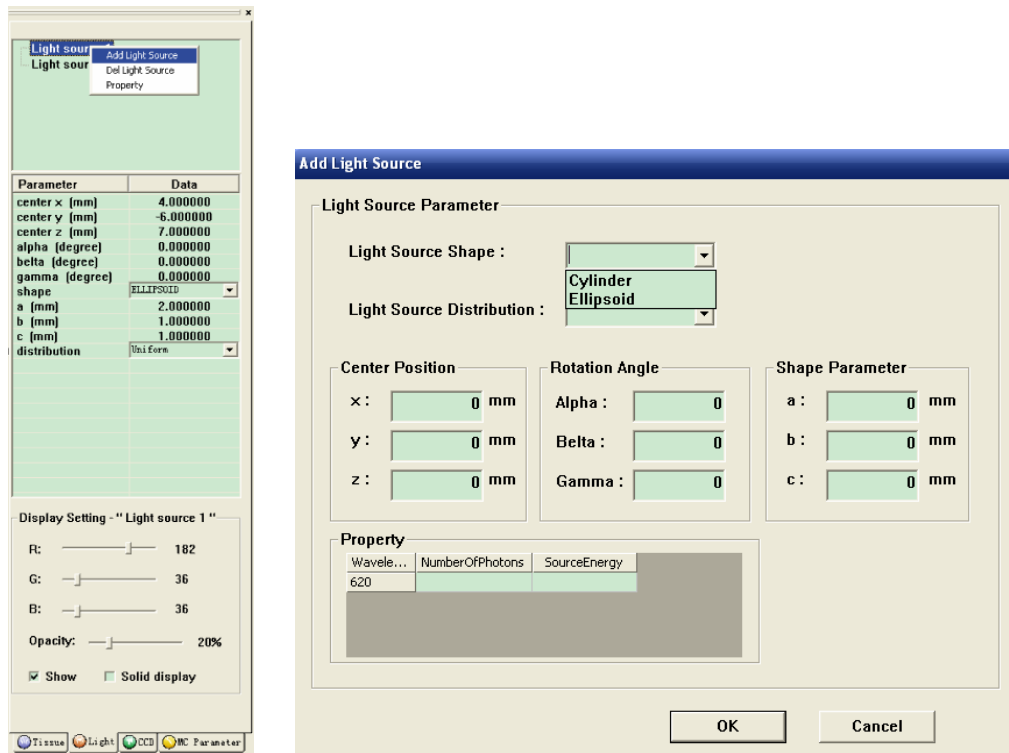 Light sour
Light sour
Add Light Source
Del Light Source
Property
Parameter Data
center x (mm) 4.000000
center y (mm) -6.000000
center z (mm) 7.000000
alpha (degree) 0.000000
belta (degree) 0.000000
gamma (degree) 0.000000
shape ELLIPSOID
a (mm) 2.000000
b (mm) 1.000000
c (mm) 1.000000
distribution Uniform
Display Setting - " Light source 1 "
R: 182
G: 36
B: 36
Opacity: 20%
Show Solid display
Tissue Light CCD MC Parameter
Add Light Source
Light Source Parameter
Light Source Shape :
Cylinder
Ellipsoid
Light Source Distribution :
Center Position Rotation Angle Shape Parameter
x : 0 mm Alpha : 0 a : 0 mm
y : 0 mm Belta : 0 b : 0 mm
z : 0 mm Gamma : 0 c : 0 mm
Property
Wavele... NumberOfPhotons SourceEnergy
620
OK Cancel